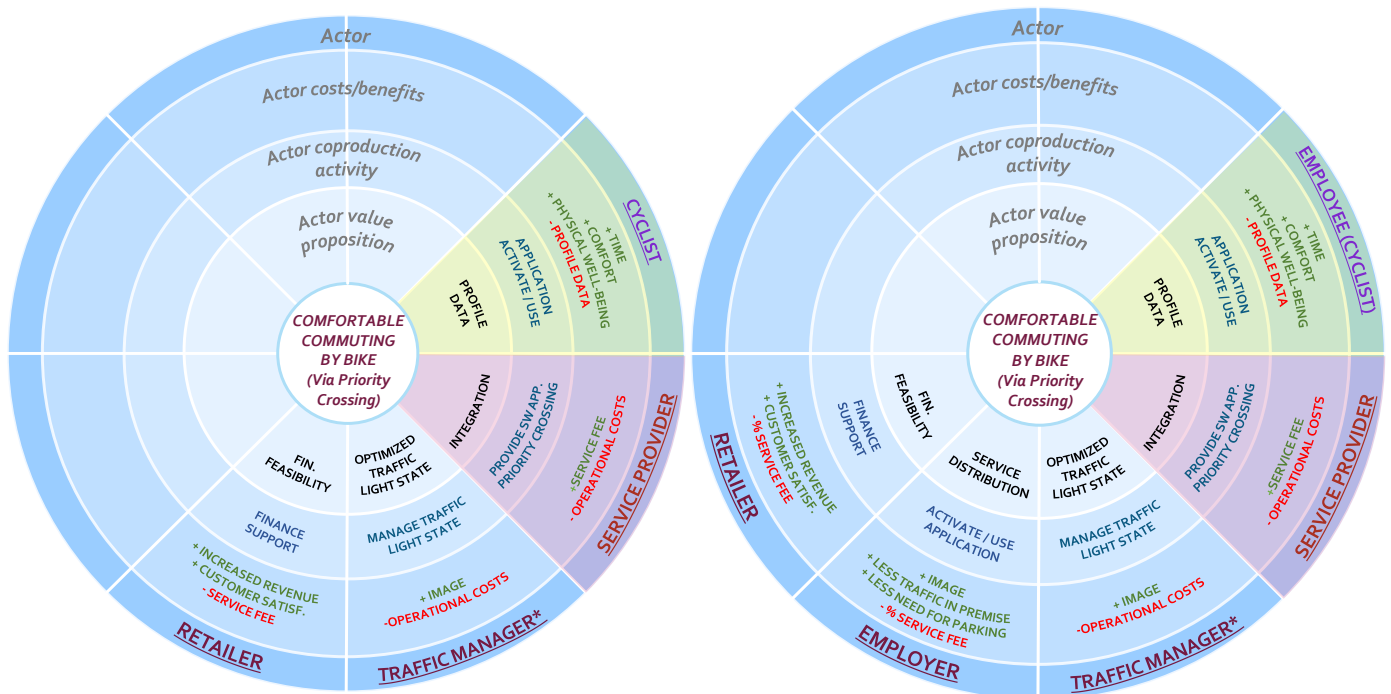 Actor
Actor costs/benefits
Actor coproduction
activity
Actor value
proposition
COMFORTABLE
COMMUTING
BY BIKE
(Via Priority
Crossing)
CYCLIST
+ TIME
+ COMFORT
+ PHYSICAL WELL-BEING
- PROFILE DATA
APPLICATION
ACTIVATE / USE
PROFILE
DATA
SERVICE PROVIDER
+SERVICE FEE
- OPERATIONAL COSTS
PROVIDE SW APP.
PRIORITY CROSSING
INTEGRATION
OPTIMIZED
TRAFFIC
LIGHT STATE
MANAGE TRAFFIC
LIGHT STATE
+ IMAGE
-OPERATIONAL COSTS
TRAFFIC MANAGER*
FIN.
FEASIBILITY
FINANCE
SUPPORT
+ INCREASED REVENUE
+ CUSTOMER SATISF.
- SERVICE FEE
RETAILER
Actor
Actor costs/benefits
Actor coproduction
activity
Actor value
proposition
COMFORTABLE
COMMUTING
BY BIKE
(Via Priority
Crossing)
EMPLOYEE (CYCLIST)
+ TIME
+ COMFORT
+ PHYSICAL WELL-BEING
- PROFILE DATA
APPLICATION
ACTIVATE / USE
PROFILE
DATA
SERVICE PROVIDER
+SERVICE FEE
- OPERATIONAL COSTS
PROVIDE SW APP.
PRIORITY CROSSING
INTEGRATION
OPTIMIZED
TRAFFIC
LIGHT STATE
MANAGE TRAFFIC
LIGHT STATE
+ IMAGE
-OPERATIONAL COSTS
TRAFFIC MANAGER*
SERVICE
DISTRIBUTION
ACTIVATE / USE
APPLICATION
+ IMAGE
+ LESS TRAFFIC IN PREMISE
+ LESS NEED FOR PARKING
- % SERVICE FEE
EMPLOYER
FIN.
FEASIBILITY
FINANCE
SUPPORT
+ INCREASED REVENUE
+ CUSTOMER SATISF.
- % SERVICE FEE
RETAILER